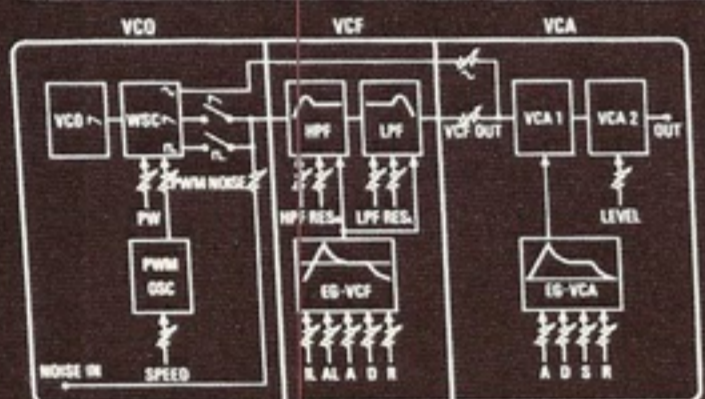 VCO VCF VCA
VCO WSC HPF LPF VCF OUT VCA 1 VCA 2 OUT
PWM NOISE
PW HPF RES. LPF RES. LEVEL
PWM OSC
EG-VCF
EG-VCA
NOISE IN SPEED IL AL A D R A D S R